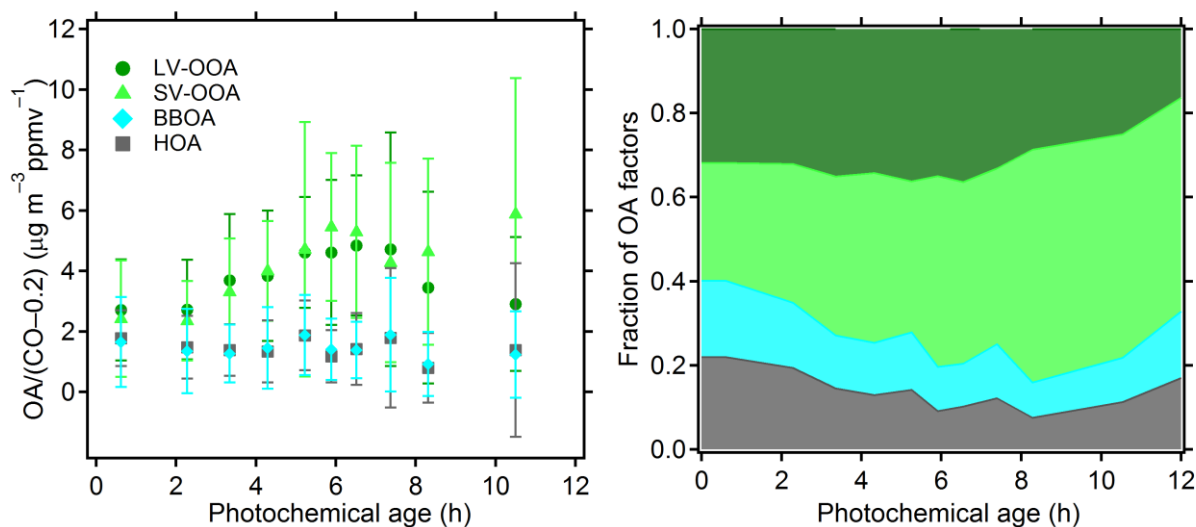 12
10
8
6
4
2
0
OA/(CO–0.2) (μg m⁻³ ppmv⁻¹)
LV-OOA
SV-OOA
BBOA
HOA
0 2 4 6 8 10 12
Photochemical age (h)
1.0
0.8
0.6
0.4
0.2
0.0
Fraction of OA factors
0 2 4 6 8 10 12
Photochemical age (h)